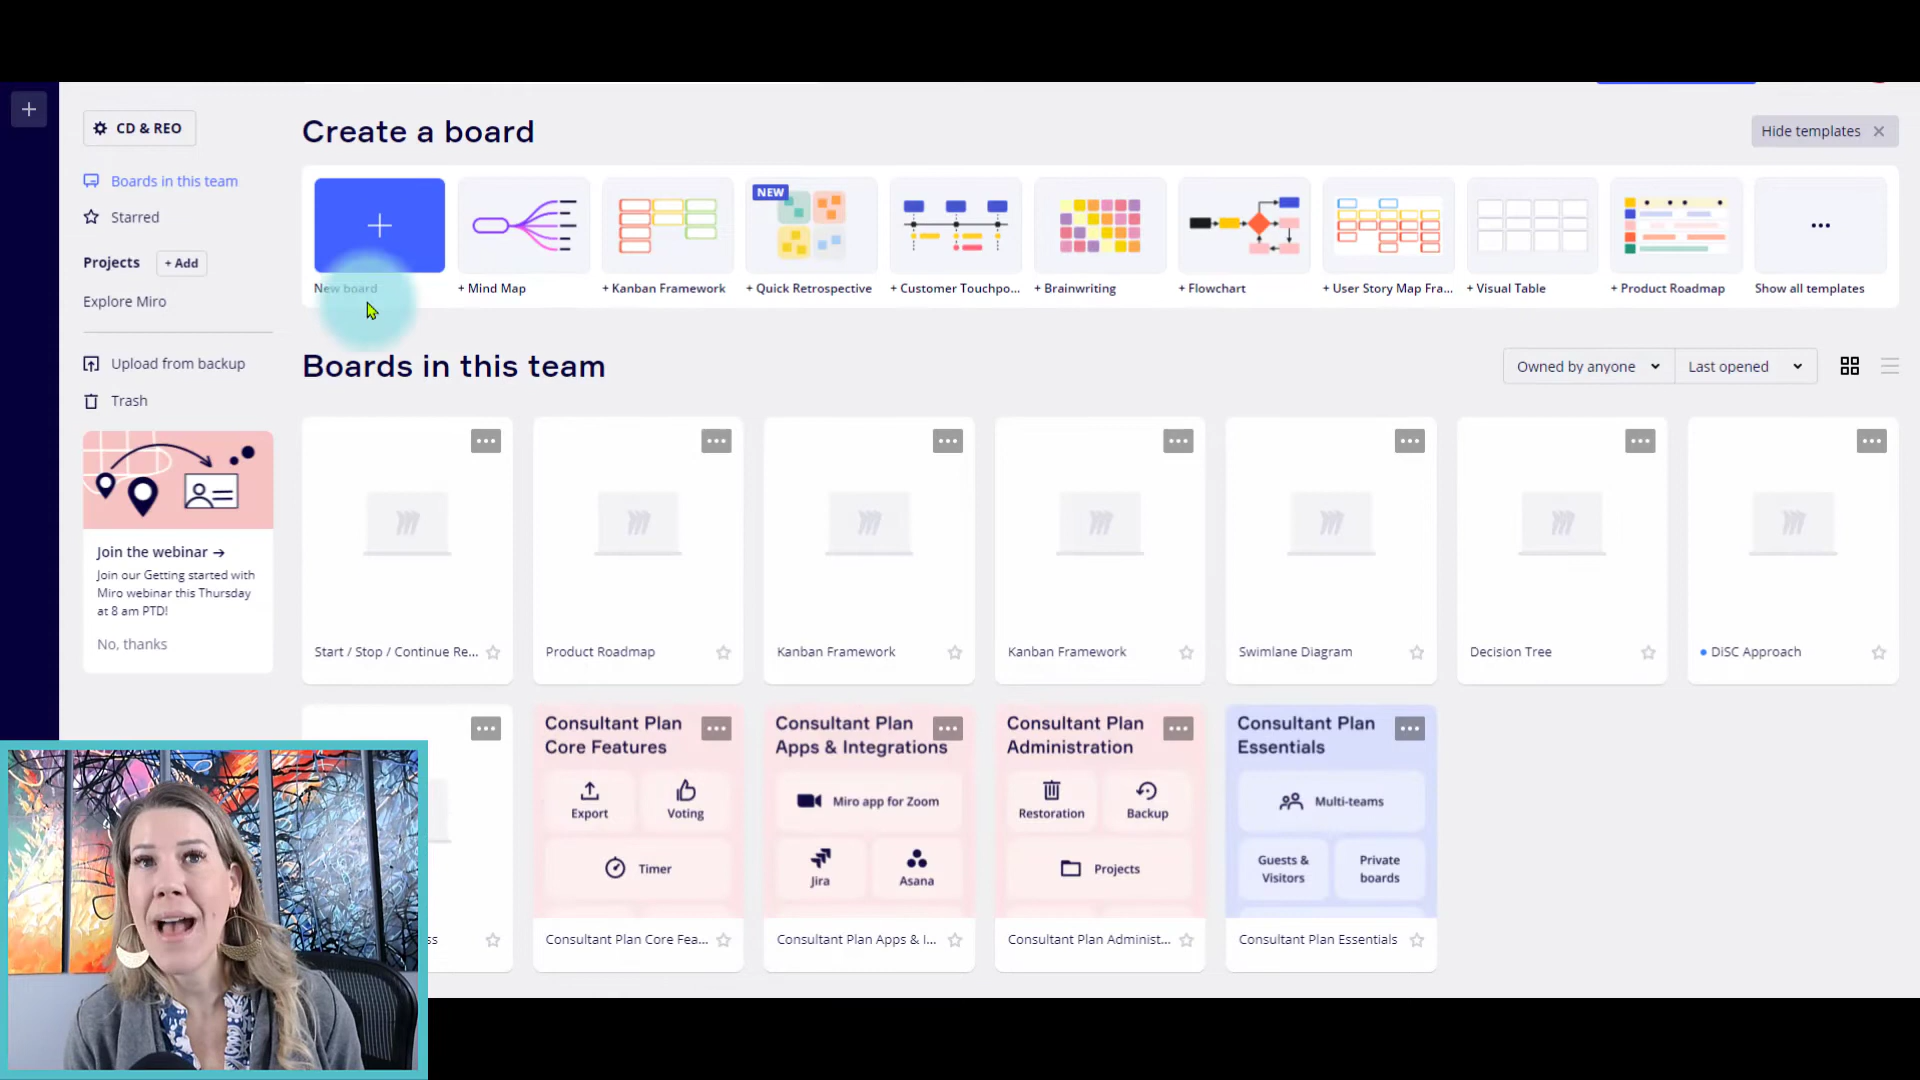 CD & REO
Boards in this team
Starred
Projects
+ Add
Explore Miro
Upload from backup
Trash
Join the webinar →
Join our Getting started with
Miro webinar this Thursday
at 8 am PTD!
No, thanks
Create a board
Hide templates
NEW
New board
+ Mind Map
+ Kanban Framework
+ Quick Retrospective
+ Customer Touchpo...
+ Brainwriting
+ Flowchart
+ User Story Map Fra...
+ Visual Table
+ Product Roadmap
Show all templates
Boards in this team
Owned by anyone
Last opened
Start / Stop / Continue Re...
Product Roadmap
Kanban Framework
Kanban Framework
Swimlane Diagram
Decision Tree
DiSC Approach
Consultant Plan
Core Features
Export
Voting
Timer
Consultant Plan
Apps & Integrations
Miro app for Zoom
Jira
Asana
Consultant Plan
Administration
Restoration
Backup
Projects
Consultant Plan
Essentials
Multi-teams
Guests &
Visitors
Private
boards
ss
Consultant Plan Core Fea...
Consultant Plan Apps & I...
Consultant Plan Administ...
Consultant Plan Essentials